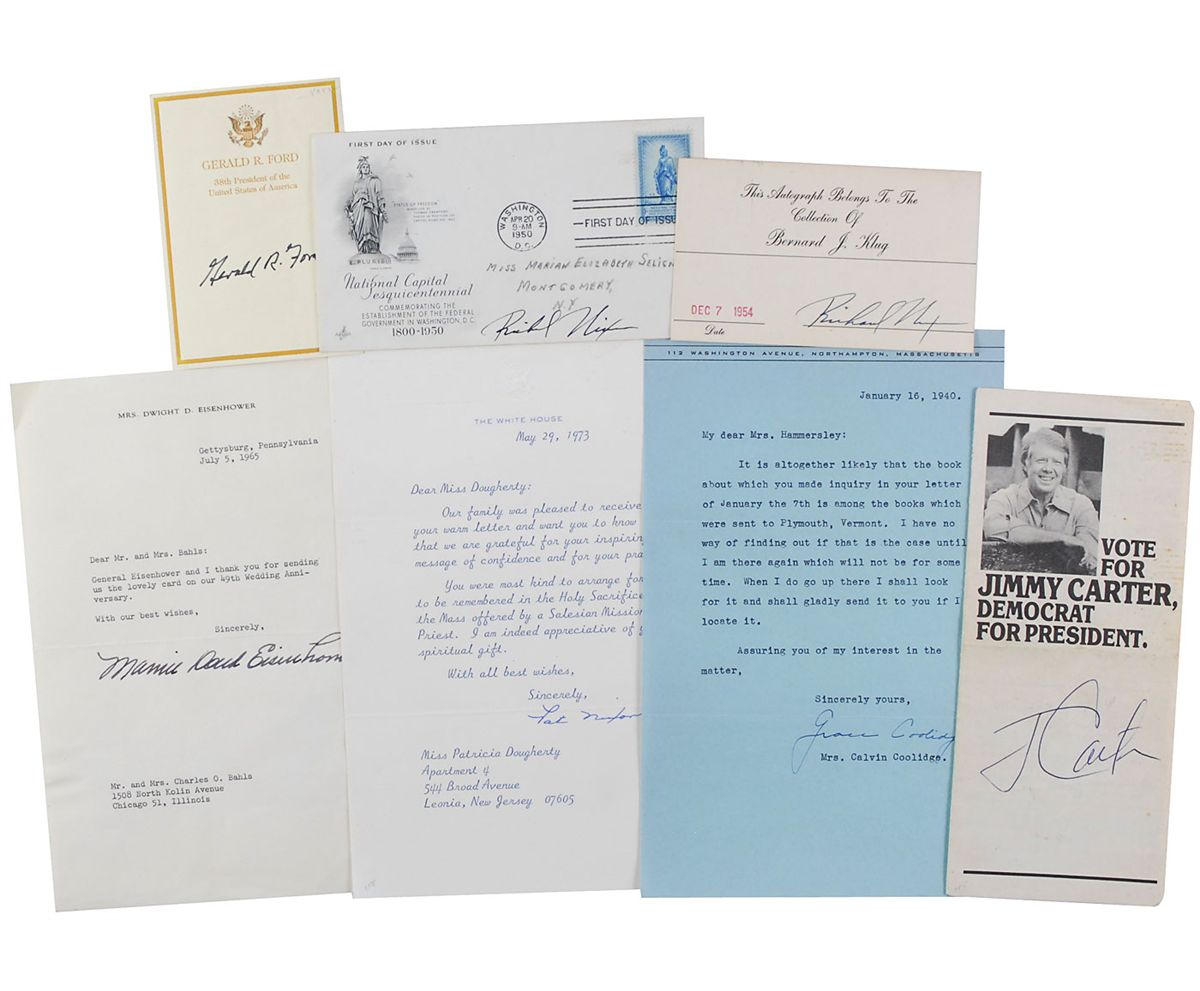 GERALD R. FORD
38th President of the
United States of America
Gerald R. For
FIRST DAY OF ISSUE
STATUE OF FREEDOM
National Capital
Sesquicentennial
COMMEMORATING THE
ESTABLISHMENT OF THE FEDERAL
GOVERNMENT IN WASHINGTON, D.C.
1800-1950
WASHINGTON
APR 20
9-AM
1950
D.C.
FIRST DAY OF ISSU
MISS MARIAN ELIZABETH
MONTGOMERY,
N.Y.
Richard Nixon
This Autograph Belongs To The
Collection Of
Bernard J. Klug
DEC 7 1954
Date
Richard Nixon
MRS. DWIGHT D. EISENHOWER
Gettysburg, Pennsylvania
July 5, 1965
Dear Mr. and Mrs. Bahls:
General Eisenhower and I thank you for sending
us the lovely card on our 49th Wedding Anni-
versary.
With our best wishes,
Sincerely,
Mamie Doud Eisenhow
Mr. and Mrs. Charles O. Bahls
1508 North Kolin Avenue
Chicago 51, Illinois
THE WHITE HOUSE
May 29, 1973
Dear Miss Dougherty:
Our family was pleased to receive
your warm letter and want you to know
that we are grateful for your inspirin
message of confidence and for your pra
You were most kind to arrange for
to be remembered in the Holy Sacrifice
the Mass offered by a Salesian Mission
Priest. I am indeed appreciative of y
spiritual gift.
With all best wishes,
Sincerely,
Pat Nixon
Miss Patricia Dougherty
Apartment 4
544 Broad Avenue
Leonia, New Jersey 07605
112 WASHINGTON AVENUE, NORTHAMPTON, MASSACHUSETTS
January 16, 1940.
My dear Mrs. Hammersley:
It is altogether likely that the book
about which you made inquiry in your letter
of January the 7th is among the books which
were sent to Plymouth, Vermont. I have no
way of finding out if that is the case until
I am there again which will not be for some
time. When I do go up there I shall look
for it and shall gladly send it to you if I
locate it.
Assuring you of my interest in the
matter,
Sincerely yours,
Grace Coolidg
Mrs. Calvin Coolidge.
VOTE
FOR
JIMMY CARTER,
DEMOCRAT
FOR PRESIDENT.
J Carter